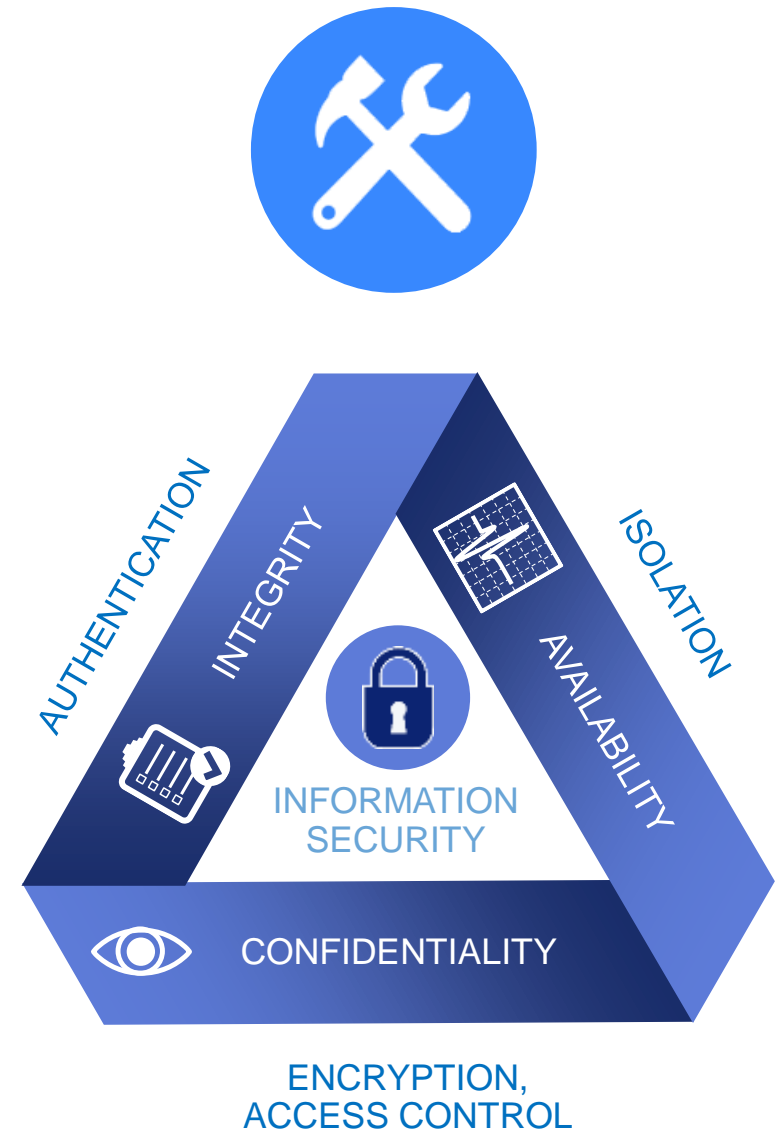 AUTHENTICATION
INTEGRITY
ISOLATION
AVAILABILITY
INFORMATION
SECURITY
CONFIDENTIALITY
ENCRYPTION,
ACCESS CONTROL